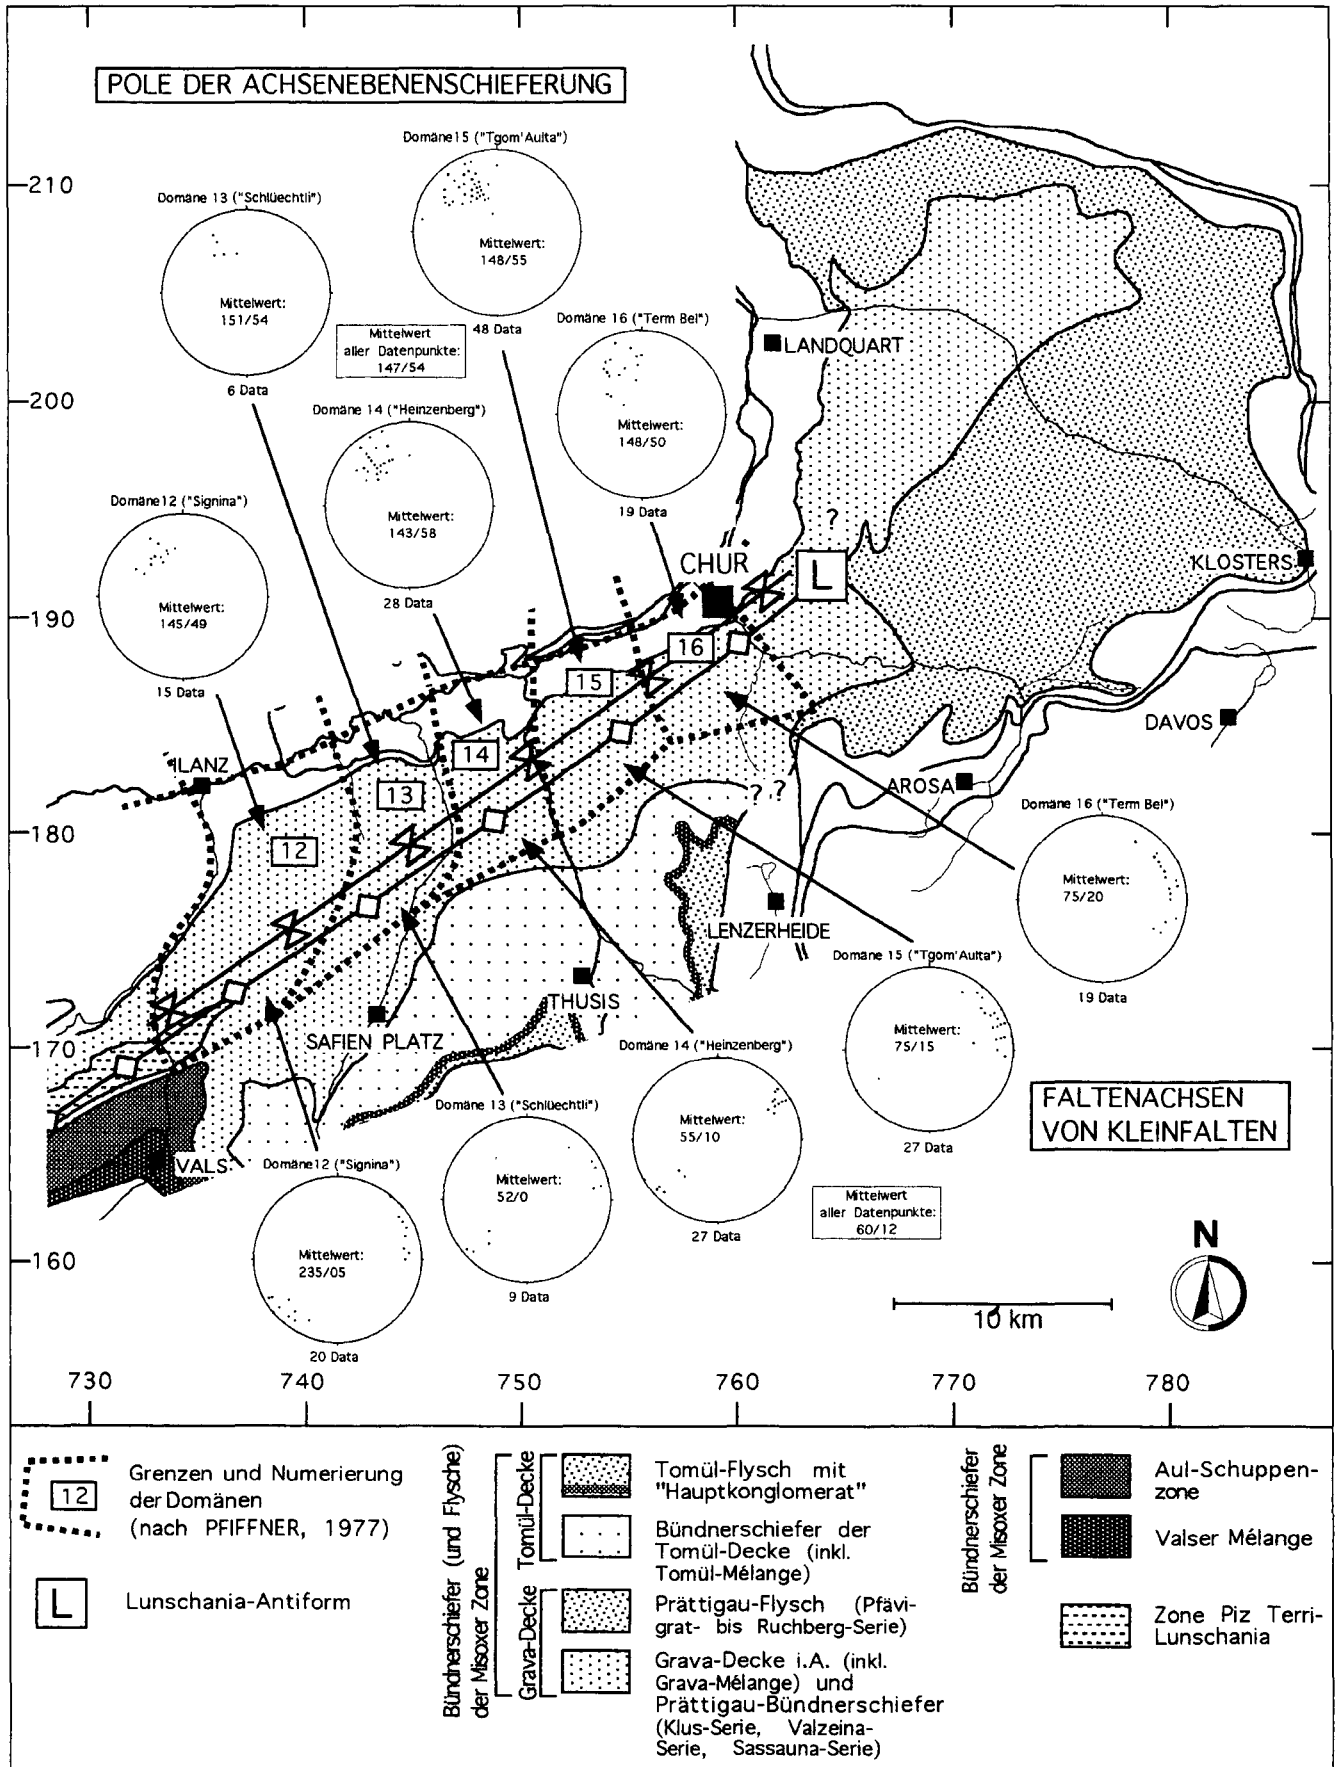 POLE DER ACHSENEBENENSCHIEFERUNG
Domäne 15 ("Tgom'Aulta")
Mittelwert:
148/55
48 Data
Domäne 13 ("Schlüechtli")
Mittelwert:
151/54
6 Data
Mittelwert
aller Datenpunkte:
147/54
Domäne 16 ("Term Bel")
Mittelwert:
148/50
19 Data
Domäne 14 ("Heinzenberg")
Mittelwert:
143/58
28 Data
Domäne12 ("Signina")
Mittelwert:
145/49
15 Data
210
200
190
180
170
160
LANDQUART
?
CHUR
L
KLOSTERS
16
15
14
13
12
ILANZ
DAVOS
AROSA
? ?
LENZERHEIDE
THUSIS
SAFIEN PLATZ
VALS
Domäne 16 ("Term Bel")
Mittelwert:
75/20
19 Data
Domäne 15 ("Tgom'Aulta")
Mittelwert:
75/15
27 Data
Domäne 14 ("Heinzenberg")
Mittelwert:
55/10
27 Data
Domäne 13 ("Schlüechtli")
Mittelwert:
52/0
9 Data
Domäne12 ("Signina")
Mittelwert:
235/05
20 Data
FALTENACHSEN
VON KLEINFALTEN
Mittelwert
aller Datenpunkte:
60/12
N
10 km
730 740 750 760 770 780
12
Grenzen und Numerierung
der Domänen
(nach PFIFFNER, 1977)
L
Lunschania-Antiform
Bündnerschiefer (und Flysche)
der Misoxer Zone
Tomül-Decke
Tomül-Flysch mit
"Hauptkonglomerat"
Bündnerschiefer der
Tomül-Decke (inkl.
Tomül-Mélange)
Grava-Decke
Prättigau-Flysch (Pfävi-
grat- bis Ruchberg-Serie)
Grava-Decke i.A. (inkl.
Grava-Mélange) und
Prättigau-Bündnerschiefer
(Klus-Serie, Valzeina-
Serie, Sassauna-Serie)
Bündnerschiefer
der Misoxer Zone
Aul-Schuppen-
zone
Valser Mélange
Zone Piz Terri-
Lunschania